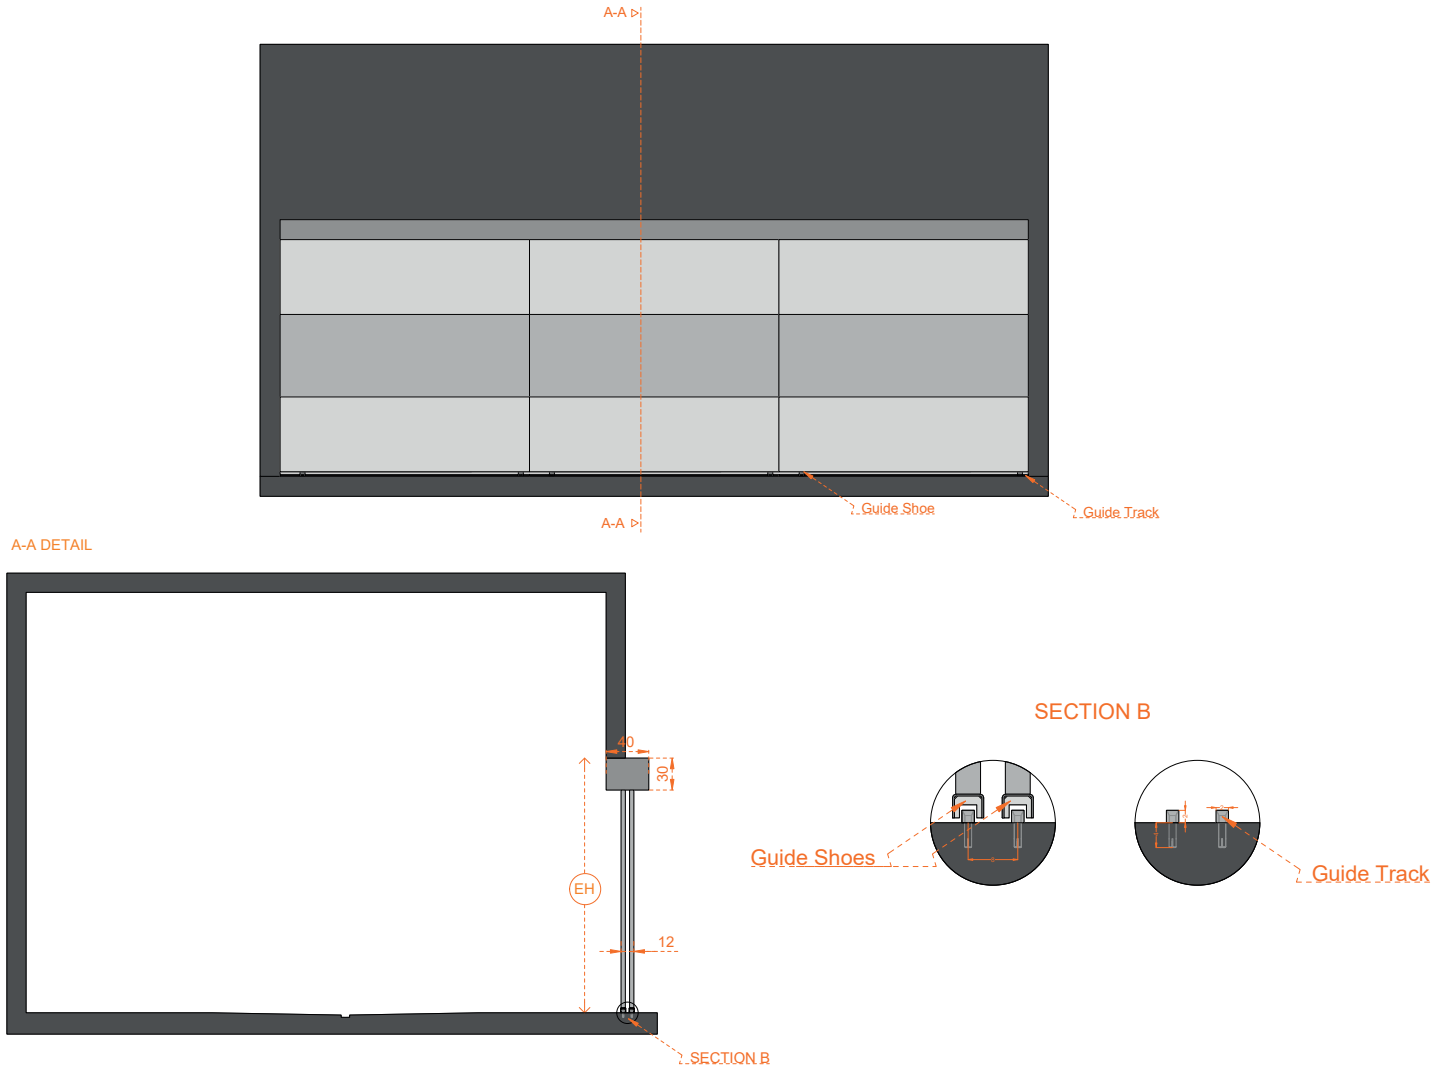 A-A
Guide Shoe
Guide Track
A-A
A-A DETAIL
SECTION B
40
30
Guide Shoes
Guide Track
EH
12
SECTION B